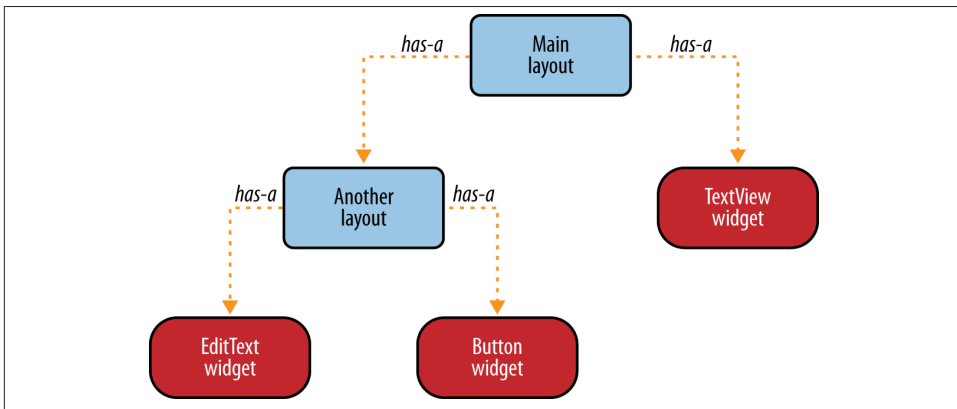 has-a
Main
layout
has-a
has-a
Another
layout
has-a
TextView
widget
EditText
widget
Button
widget